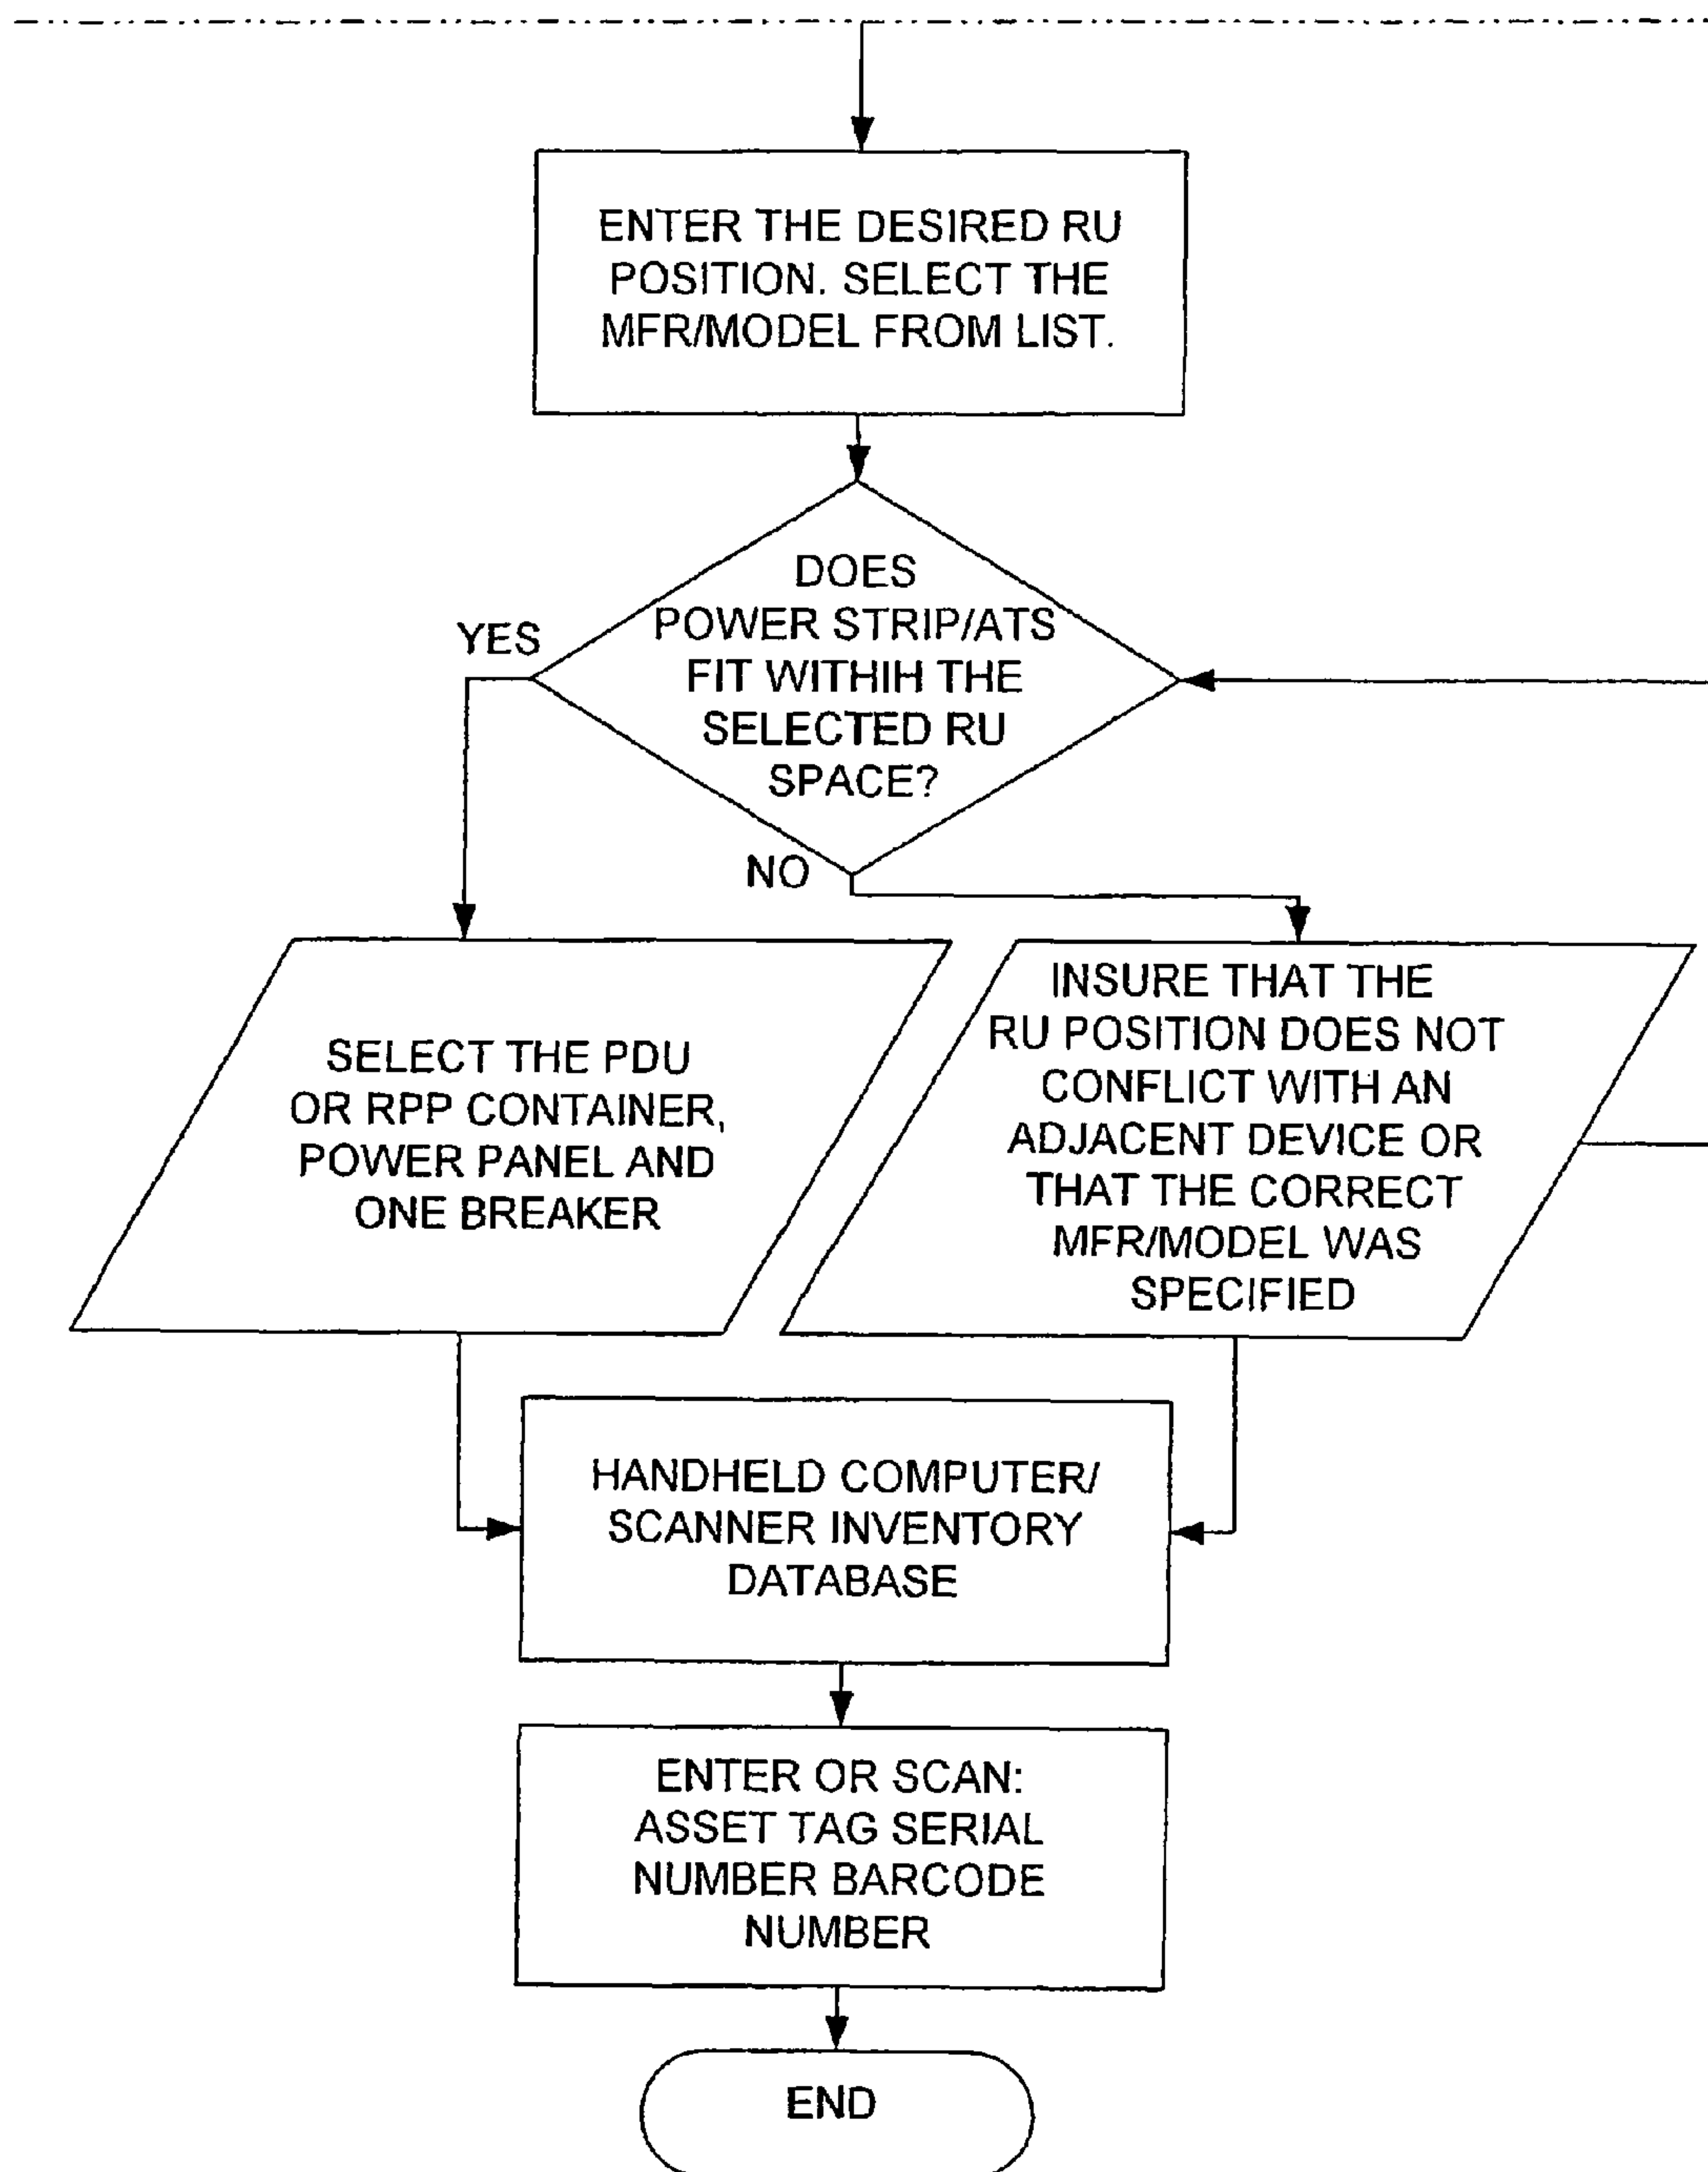 ENTER THE DESIRED RU
POSITION. SELECT THE
MFR/MODEL FROM LIST.
DOES
POWER STRIP/ATS
FIT WITHIH THE
SELECTED RU
SPACE?
YES
NO
SELECT THE PDU
OR RPP CONTAINER,
POWER PANEL AND
ONE BREAKER
INSURE THAT THE
RU POSITION DOES NOT
CONFLICT WITH AN
ADJACENT DEVICE OR
THAT THE CORRECT
MFR/MODEL WAS
SPECIFIED
HANDHELD COMPUTER/
SCANNER INVENTORY
DATABASE
ENTER OR SCAN:
ASSET TAG SERIAL
NUMBER BARCODE
NUMBER
END